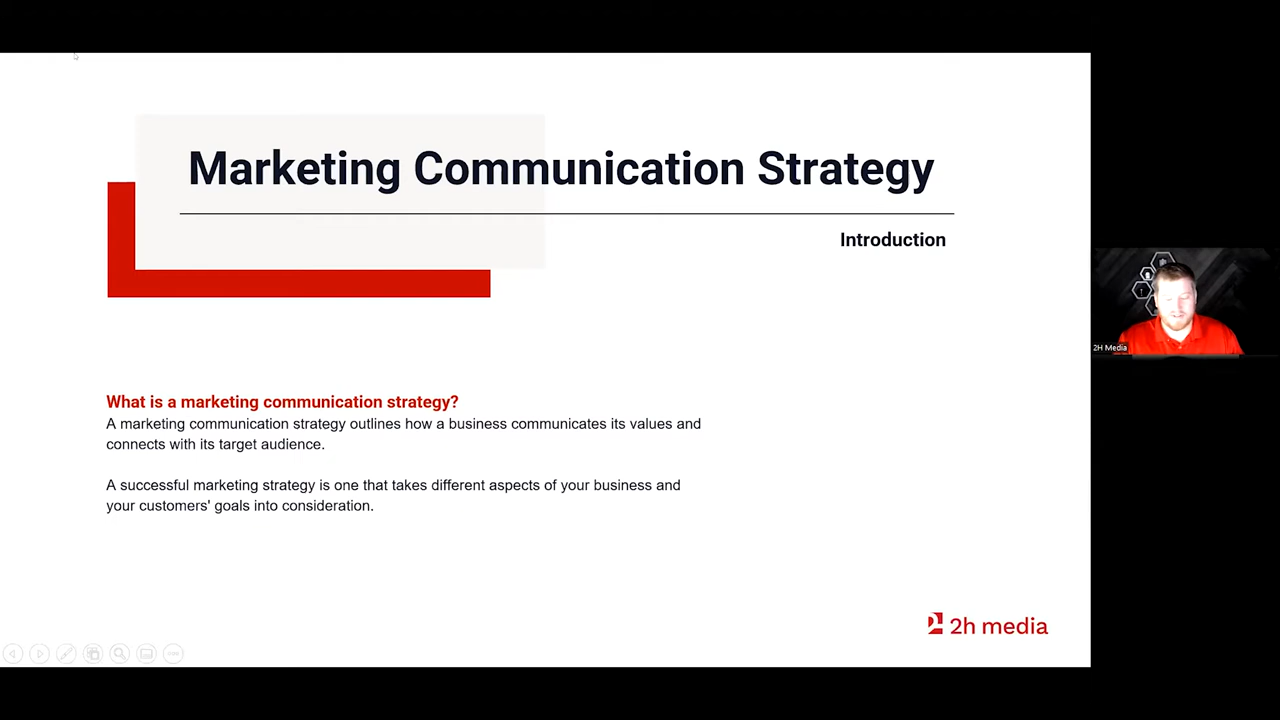 Marketing Communication Strategy
Introduction
What is a marketing communication strategy?
A marketing communication strategy outlines how a business communicates its values and
connects with its target audience.
A successful marketing strategy is one that takes different aspects of your business and
your customers' goals into consideration.
2h media
2H Media